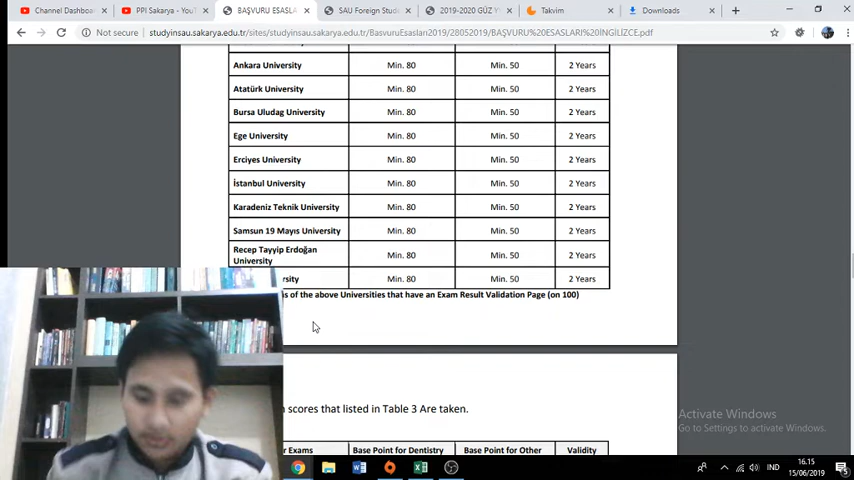 Channel Dashboa
PPI Sakarya - You
BAŞVURU ESASLA
SAU Foreign Stude
2019-2020 GÜZ Y
Takvim
Downloads
Not secure
studyinsau.sakarya.edu.tr/sites/studyinsau.sakarya.edu.tr/BasvuruEsasları2019/28052019/BAŞVURU%20ESASLARI%20İNGİLİZCE.pdf
Ankara University Min. 80 Min. 50 2 Years
Atatürk University Min. 80 Min. 50 2 Years
Bursa Uludag University Min. 80 Min. 50 2 Years
Ege University Min. 80 Min. 50 2 Years
Erciyes University Min. 80 Min. 50 2 Years
İstanbul University Min. 80 Min. 50 2 Years
Karadeniz Teknik University Min. 80 Min. 50 2 Years
Samsun 19 Mayıs University Min. 80 Min. 50 2 Years
Recep Tayyip Erdoğan
University Min. 80 Min. 50 2 Years
ersity Min. 80 Min. 50 2 Years
s of the above Universities that have an Exam Result Validation Page (on 100)
scores that listed in Table 3 Are taken.
r Exams Base Point for Dentistry Base Point for Other Validity
Activate Windows
Go to Settings to activate Windows.
IND
16.15
15/06/2019